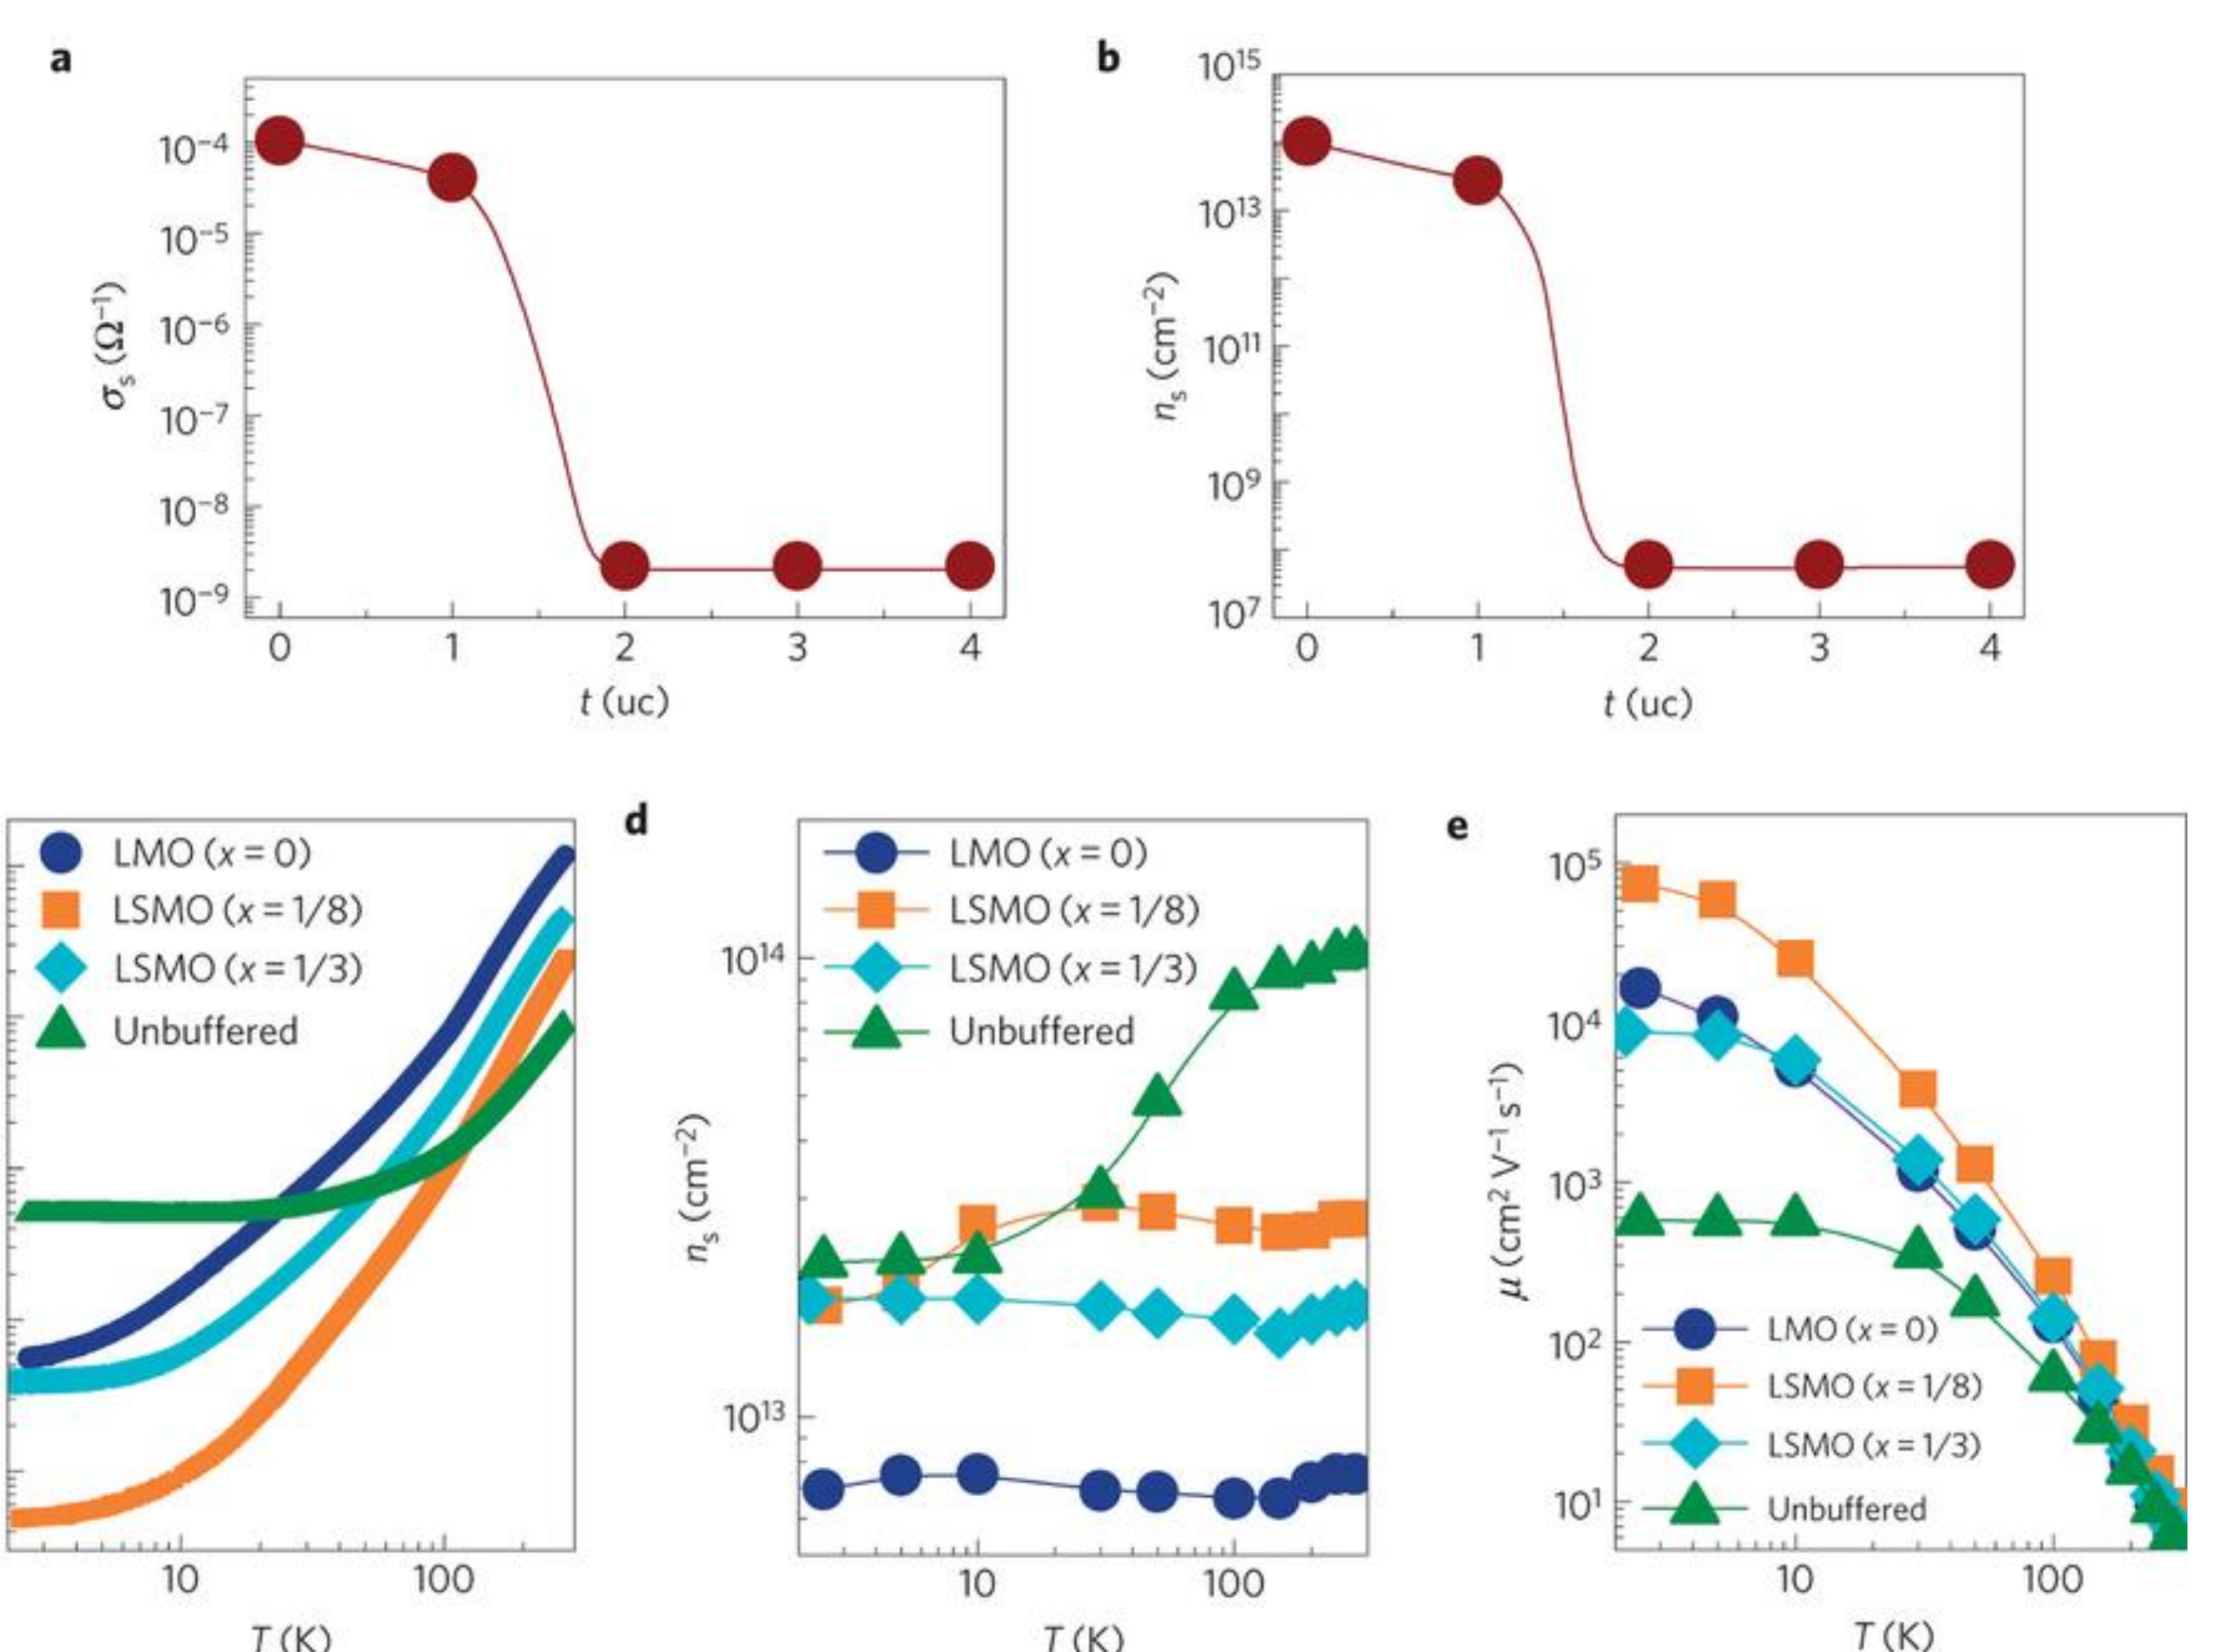 a
10⁻⁴
10⁻⁵
10⁻⁶
10⁻⁷
10⁻⁸
10⁻⁹
σs (Ω⁻¹)
0 1 2 3 4
t (uc)
b
10¹⁵
10¹³
10¹¹
10⁹
10⁷
ns (cm⁻²)
0 1 2 3 4
t (uc)
LMO (x = 0)
LSMO (x = 1/8)
LSMO (x = 1/3)
Unbuffered
10 100
T (K)
d
LMO (x = 0)
LSMO (x = 1/8)
LSMO (x = 1/3)
Unbuffered
10¹⁴
10¹³
ns (cm⁻²)
10 100
T (K)
e
10⁵
10⁴
10³
10²
10¹
μ (cm² V⁻¹ s⁻¹)
LMO (x = 0)
LSMO (x = 1/8)
LSMO (x = 1/3)
Unbuffered
10 100
T (K)